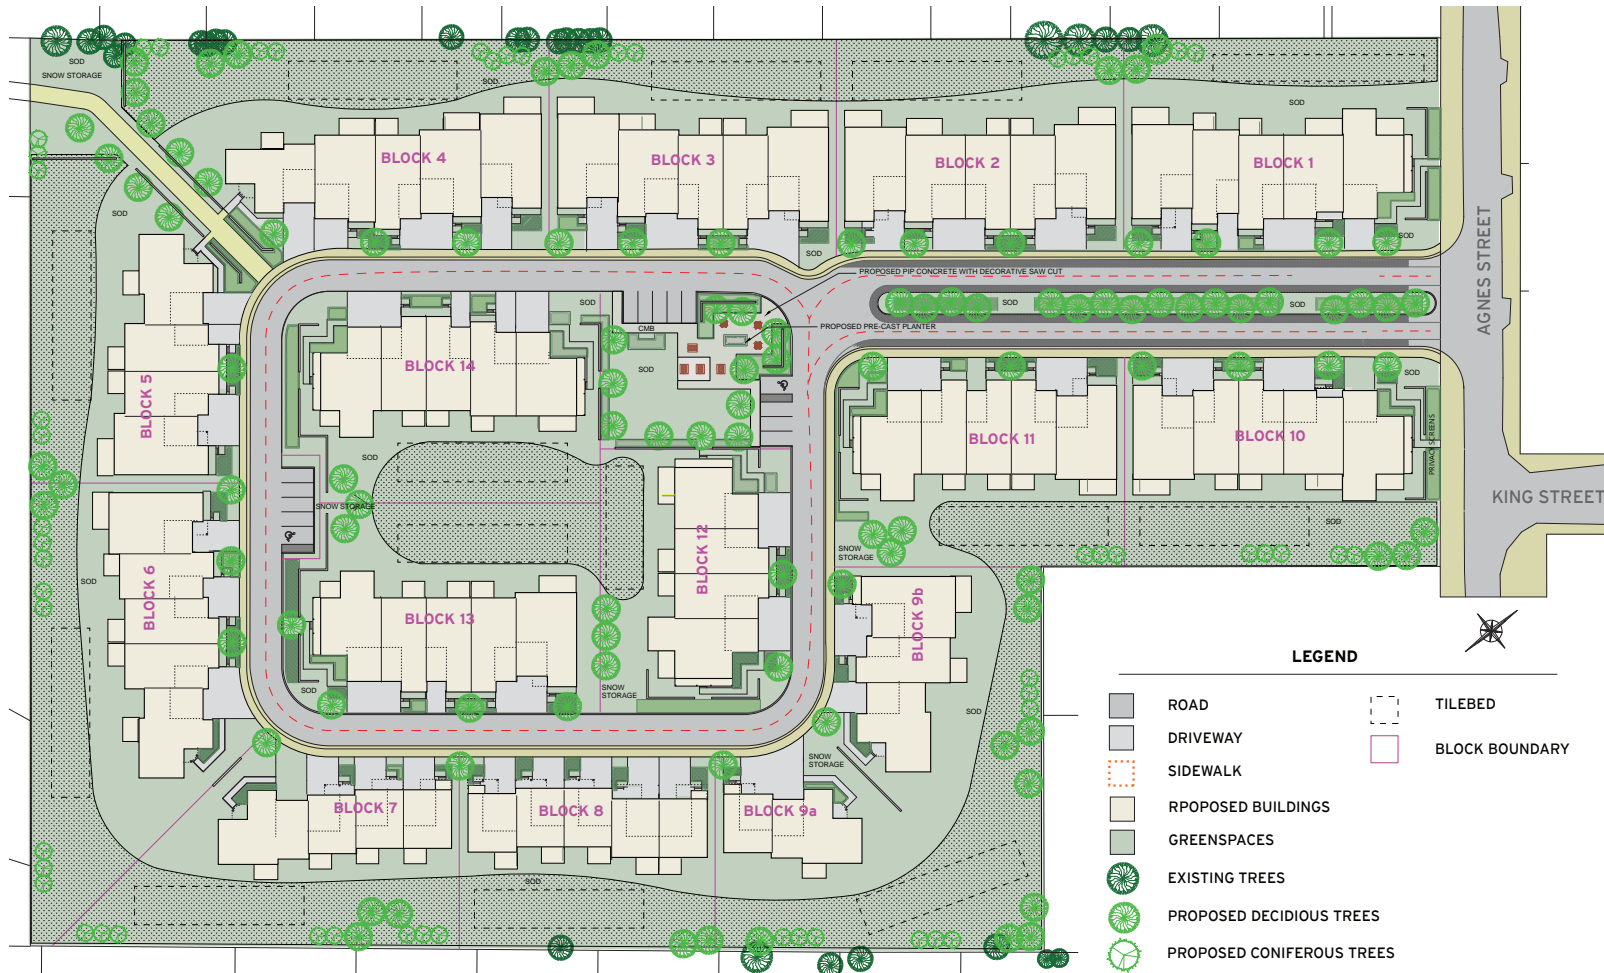 SOD
SNOW STORAGE
SOD
SOD
BLOCK 4
BLOCK 3
BLOCK 2
BLOCK 1
SOD
SOD
SOD
AGNES STREET
PROPOSED PIP CONCRETE WITH DECORATIVE SAW CUT
SOD
SOD
SOD
CMB
PROPOSED PRE-CAST PLANTER
SOD
BLOCK 14
BLOCK 5
SOD
BLOCK 11
BLOCK 10
PRIVACY SCREENS
SOD
KING STREET
SNOW STORAGE
SOD
BLOCK 12
SNOW
STORAGE
SOD
BLOCK 6
BLOCK 13
BLOCK 9b
SOD
SNOW
STORAGE
SOD
SNOW
STORAGE
BLOCK 7
BLOCK 8
BLOCK 9a
SOD
LEGEND
ROAD
DRIVEWAY
SIDEWALK
RPOPOSED BUILDINGS
GREENSPACES
EXISTING TREES
PROPOSED DECIDIOUS TREES
PROPOSED CONIFEROUS TREES
TILEBED
BLOCK BOUNDARY